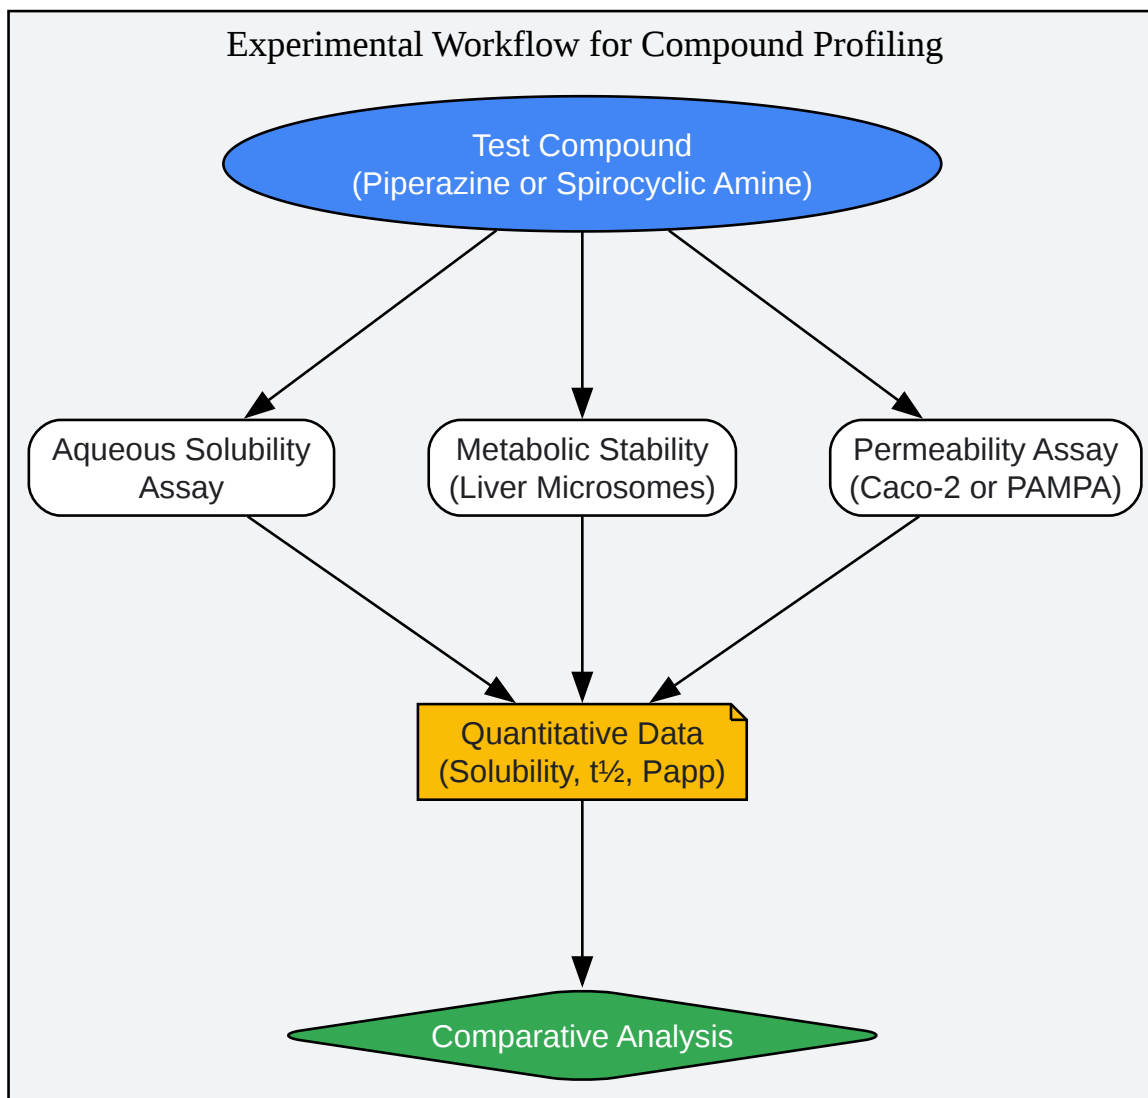 Experimental Workflow for Compound Profiling
Test Compound
(Piperazine or Spirocyclic Amine)
Aqueous Solubility
Assay
Metabolic Stability
(Liver Microsomes)
Permeability Assay
(Caco-2 or PAMPA)
Quantitative Data
(Solubility, t½, Papp)
Comparative Analysis